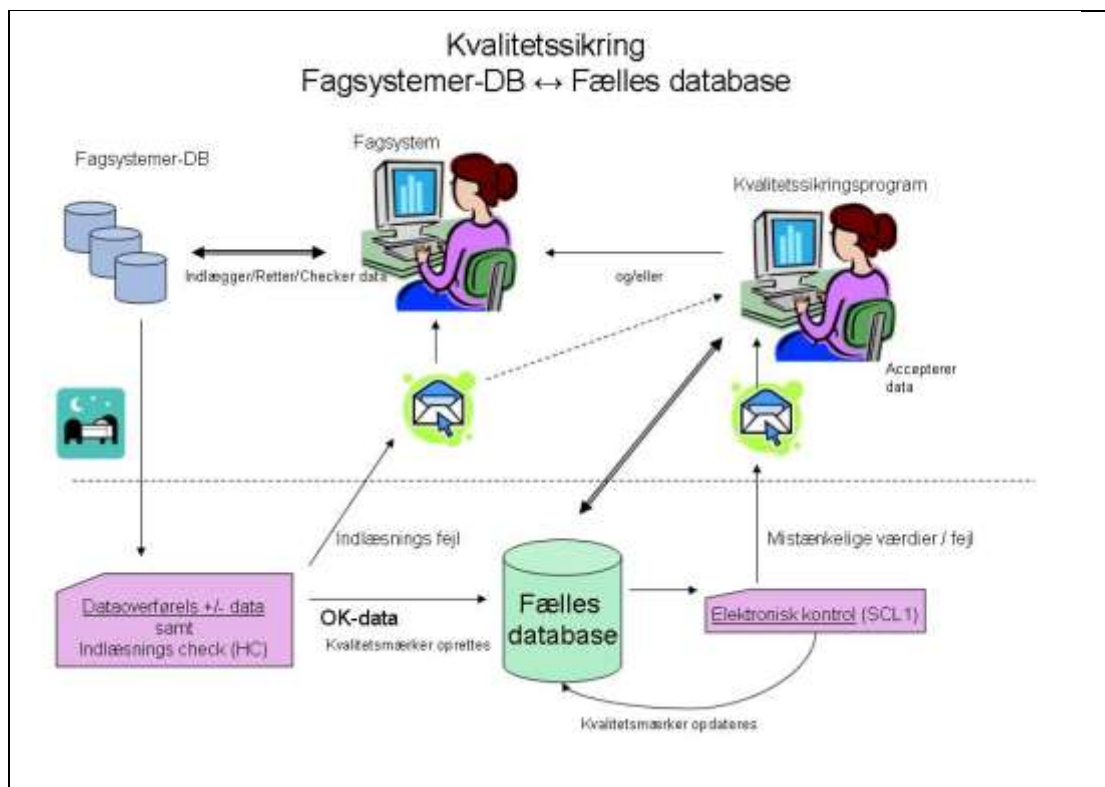 Kvalitetssikring
Fagsystemer-DB ↔ Fælles database
Fagsystem
Fagsystemer-DB
Kvalitetssikringsprogram
Indlægger/Retter/Checker data
og/eller
Accepterer
data
Indlæsnings fejl
Mistænkelige værdier / fejl
Dataoverførels +/- data
samt
Indlæsnings check (HC)
OK-data
Kvalitetsmærker oprettes
Fælles
database
Elektronisk kontrol (SCL1)
Kvalitetsmærker opdateres